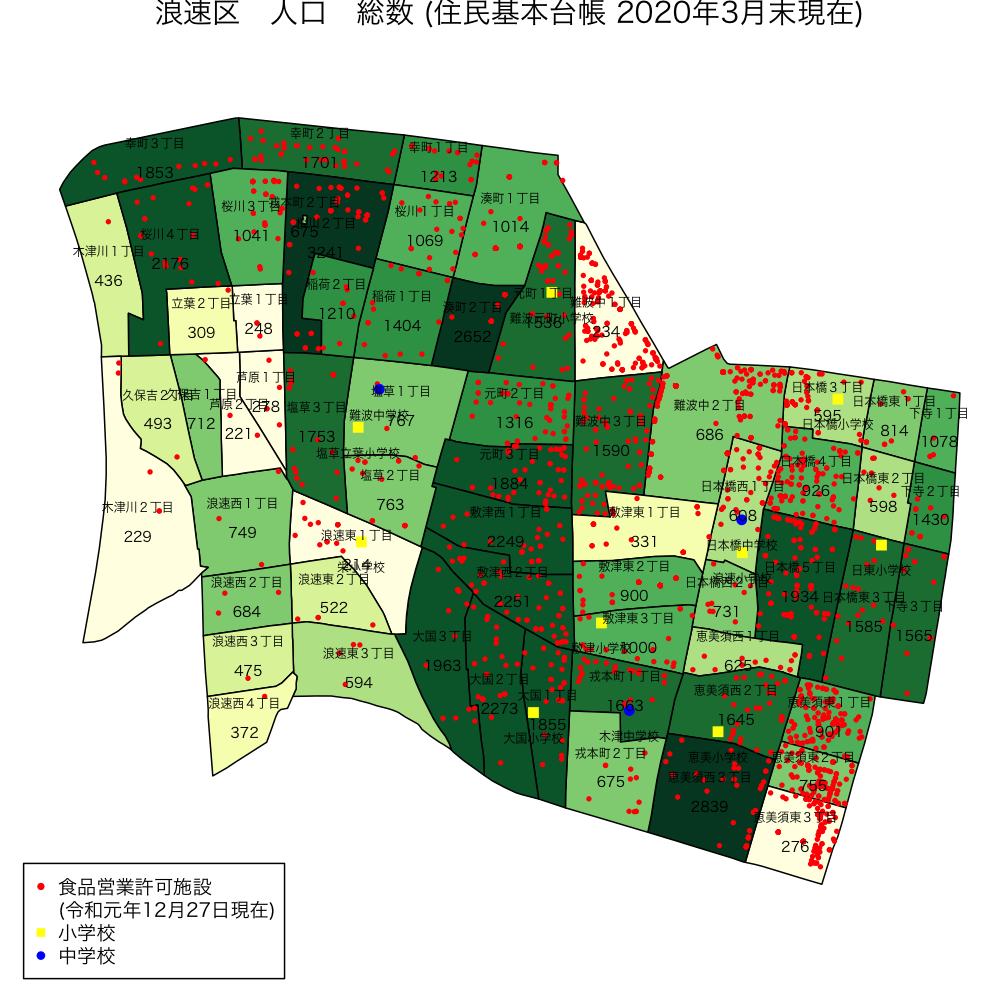 浪速区　人口　総数 (住民基本台帳 2020年3月末現在)
幸町３丁目
1853
幸町２丁目
1701
幸町１丁目
1213
湊町１丁目
1014
桜川３丁目
1041
戎本町２丁目
675
3241
桜川１丁目
1069
木津川１丁目
436
桜川４丁目
2176
立葉２丁目
309
立葉１丁目
248
稲荷２丁目
1210
稲荷１丁目
1404
湊町２丁目
2652
元町１丁目
難波元町小学校
1536
難波中１丁目
234
芦原１丁目
芦原２丁目
221
久保吉２丁目
493
712
塩草３丁目
1753
塩草１丁目
767
難波中学校
塩草立葉小学校
塩草２丁目
763
元町２丁目
1316
元町３丁目
1884
難波中３丁目
1590
難波中２丁目
686
日本橋３丁目
595
日本橋小学校
日本橋東１丁目
814
下寺１丁目
1078
日本橋４丁目
926
日本橋東２丁目
598
下寺２丁目
1430
日本橋西１丁目
608
日本橋中学校
木津川２丁目
229
浪速西１丁目
749
浪速東１丁目
314
栄小学校
敷津西１丁目
2249
敷津西２丁目
2251
敷津東１丁目
331
敷津東２丁目
900
敷津東３丁目
1000
敷津小学校
浪速小学校
日本橋西２丁目
731
日本橋５丁目
1934
日東小学校
日本橋東３丁目
1585
下寺３丁目
1565
浪速西２丁目
684
浪速東２丁目
522
浪速西３丁目
475
浪速東３丁目
594
浪速西４丁目
372
大国３丁目
1963
大国２丁目
2273
大国１丁目
1855
大国小学校
戎本町１丁目
1663
木津中学校
戎本町２丁目
675
恵美須西１丁目
625
恵美須西２丁目
1645
恵美小学校
恵美須西３丁目
2839
恵美須東１丁目
901
恵美須東２丁目
755
恵美須東３丁目
276
食品営業許可施設
(令和元年12月27日現在)
小学校
中学校